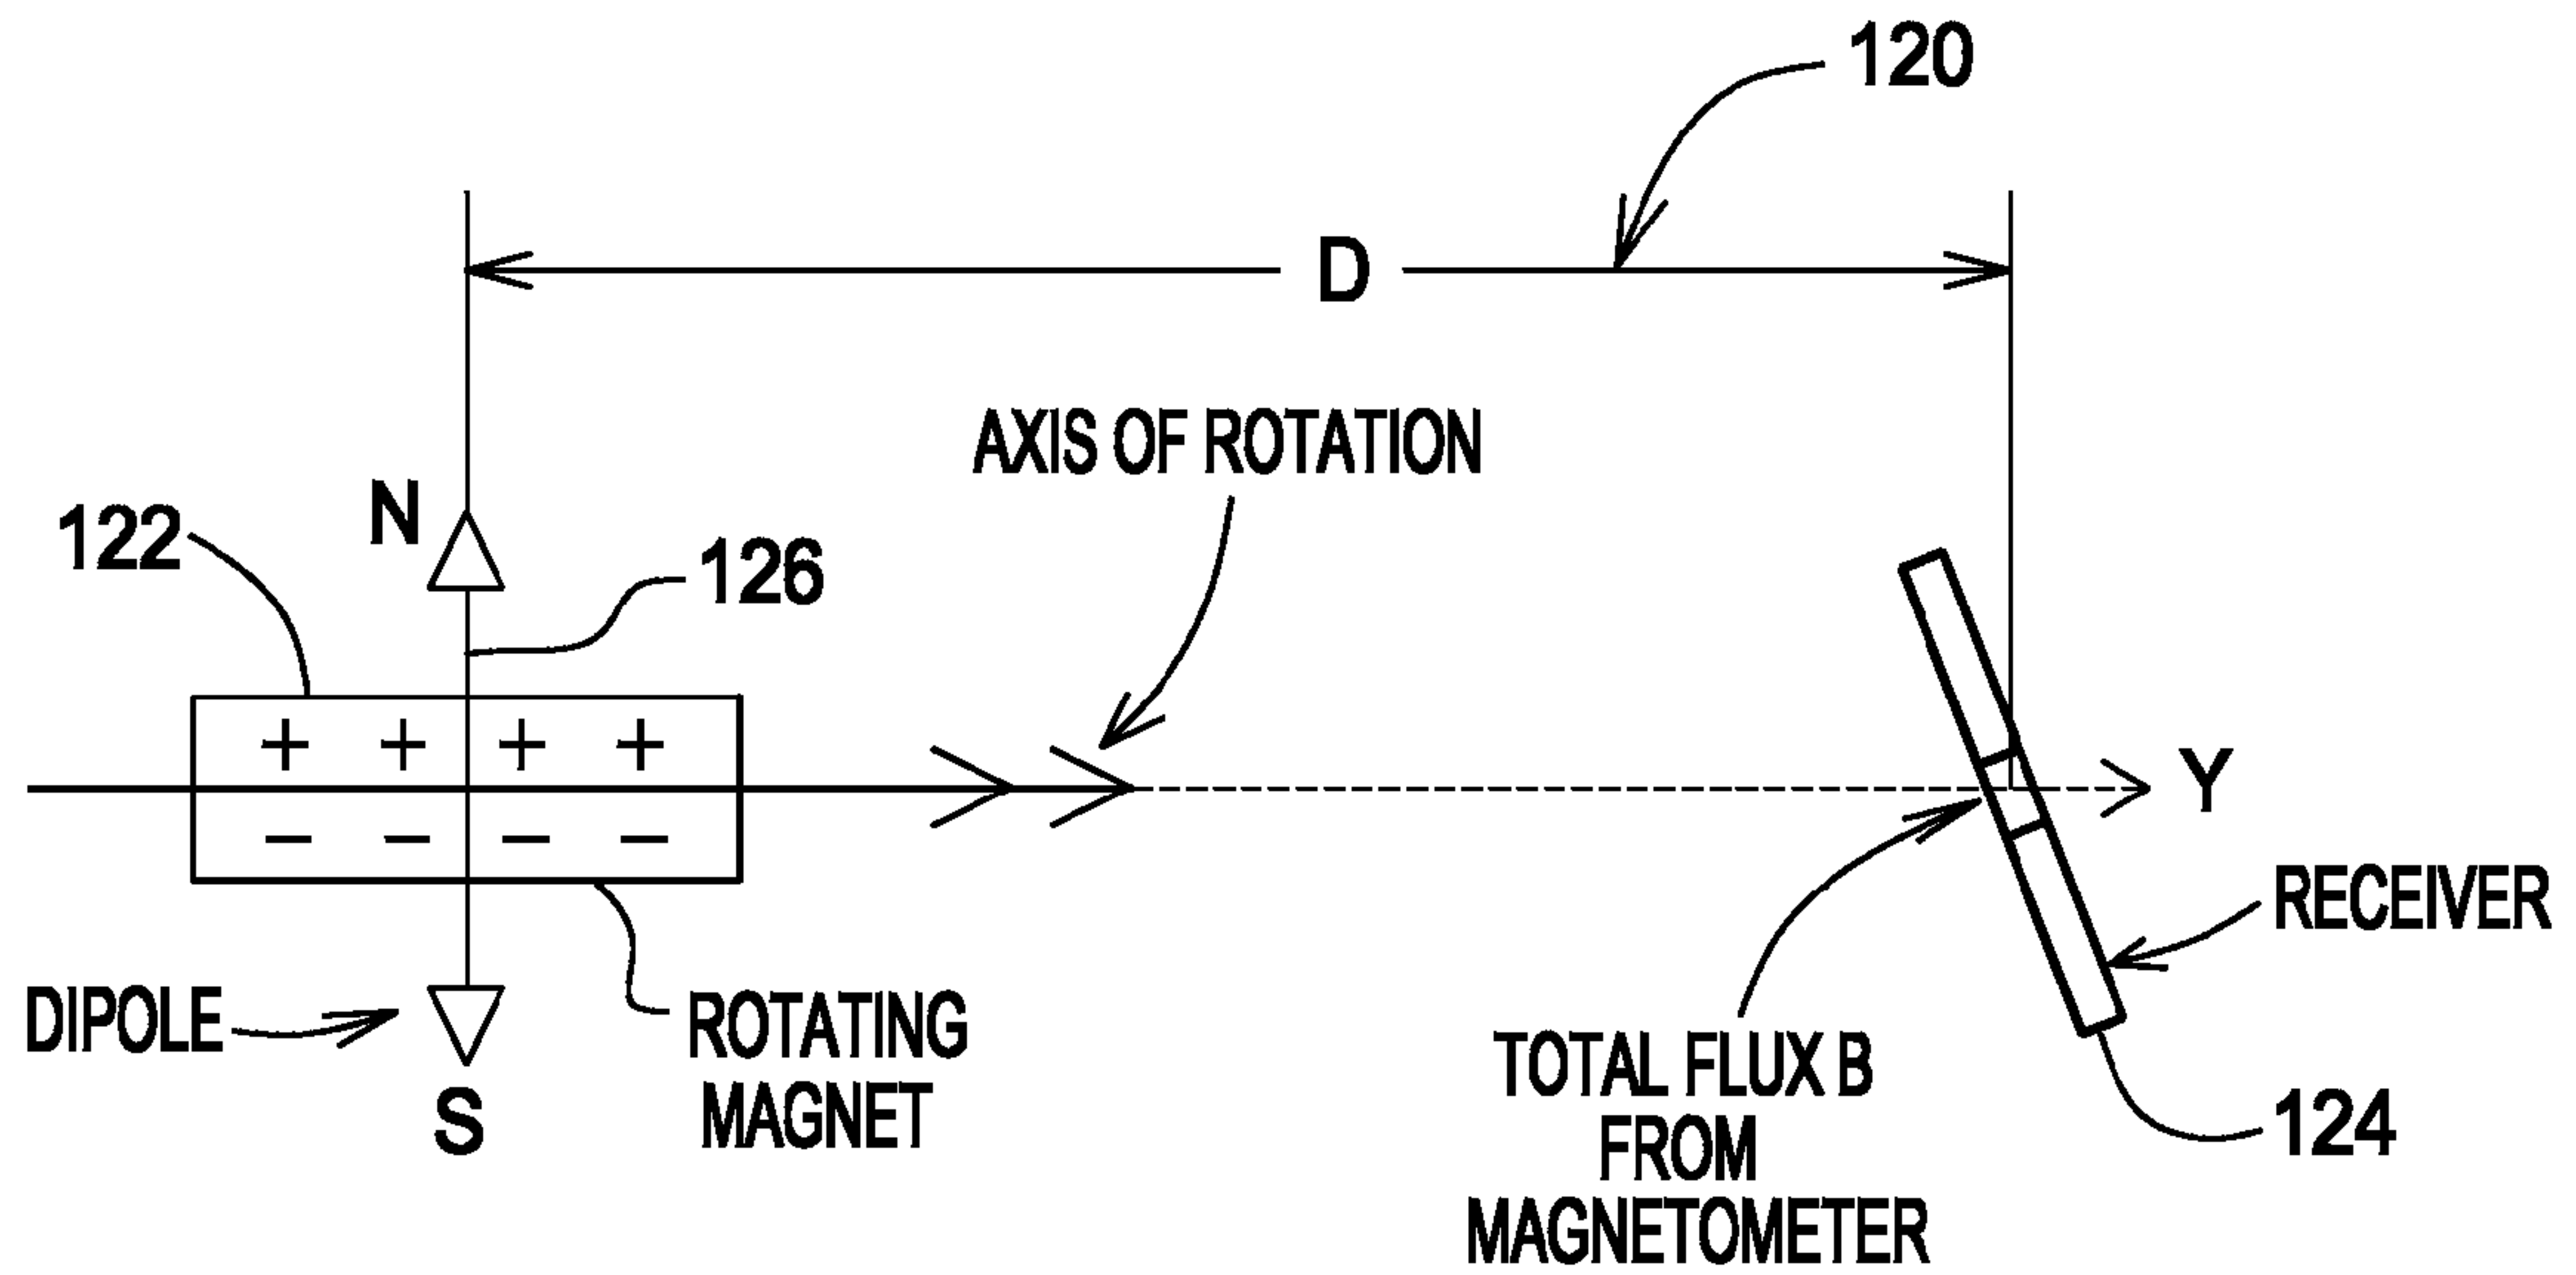 120
D
AXIS OF ROTATION
N
122
126
+ + + +
- - - -
Y
RECEIVER
DIPOLE
S
ROTATING
MAGNET
TOTAL FLUX B
FROM
MAGNETOMETER
124